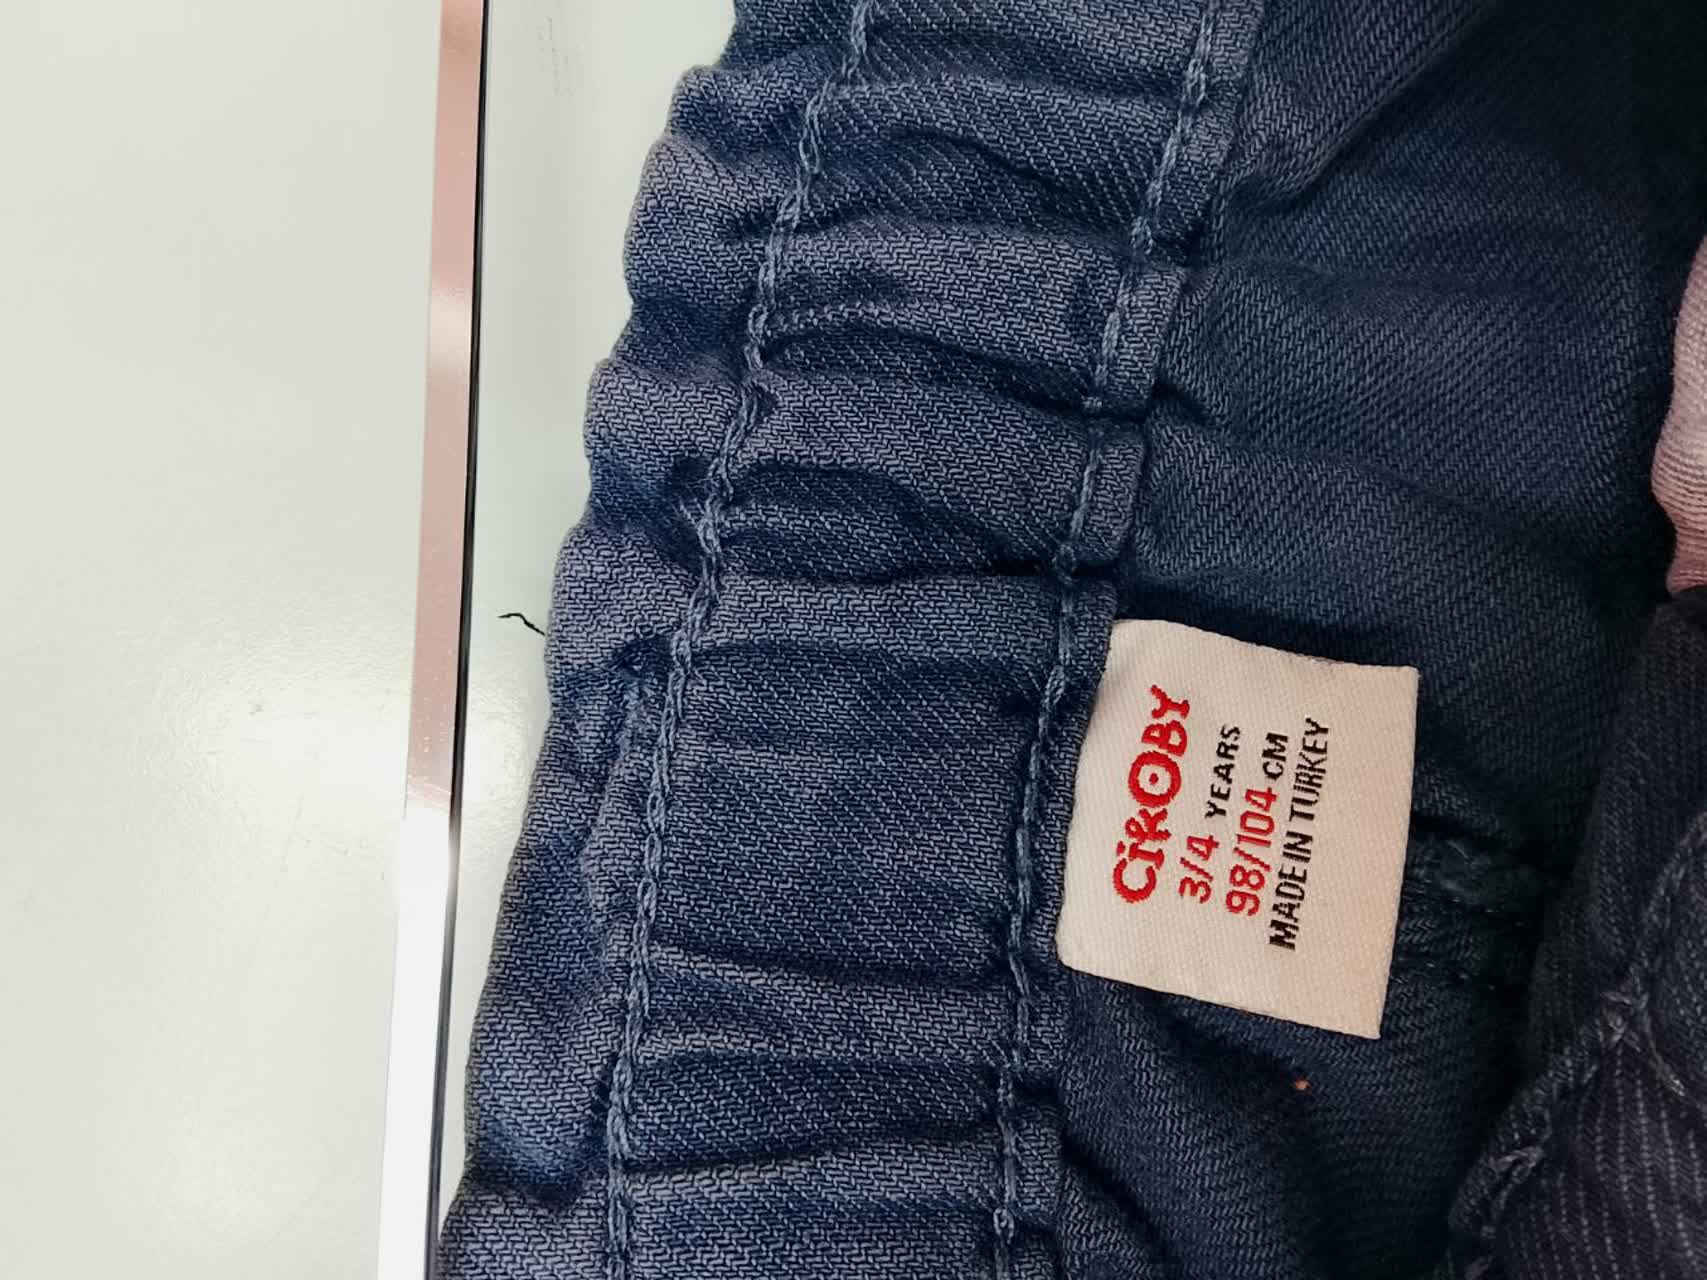 CikOBY
3/4 YEARS
98/104 CM
MADE IN TURKEY